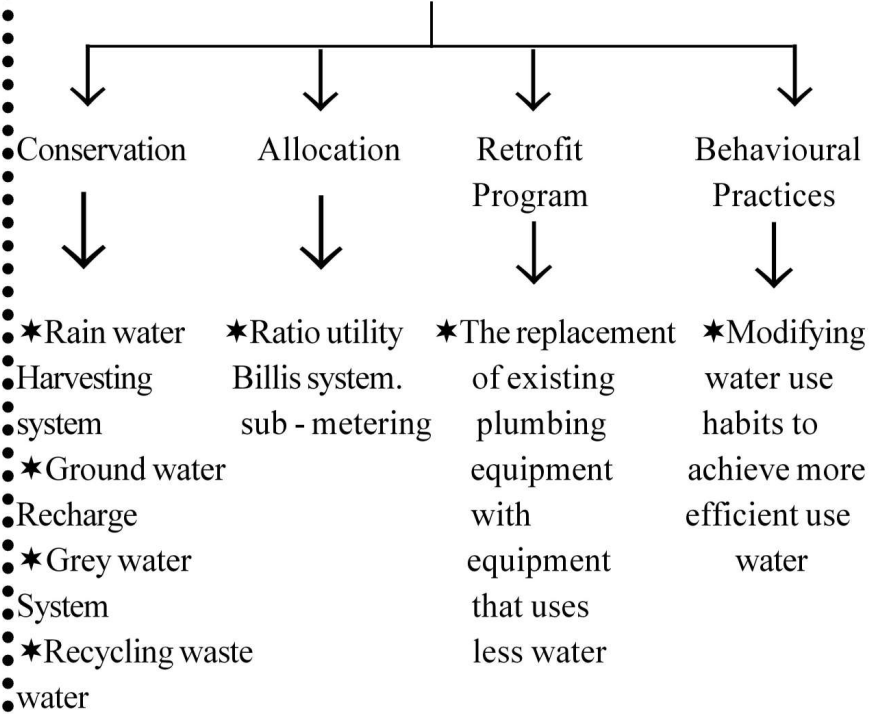 Conservation
Allocation
Retrofit
Program
Behavioural
Practices
✶Rain water
Harvesting
system
✶Ground water
Recharge
✶Grey water
System
✶Recycling waste
water
✶Ratio utility
Billis system.
sub - metering
✶The replacement
of existing
plumbing
equipment
with
equipment
that uses
less water
✶Modifying
water use
habits to
achieve more
efficient use
water